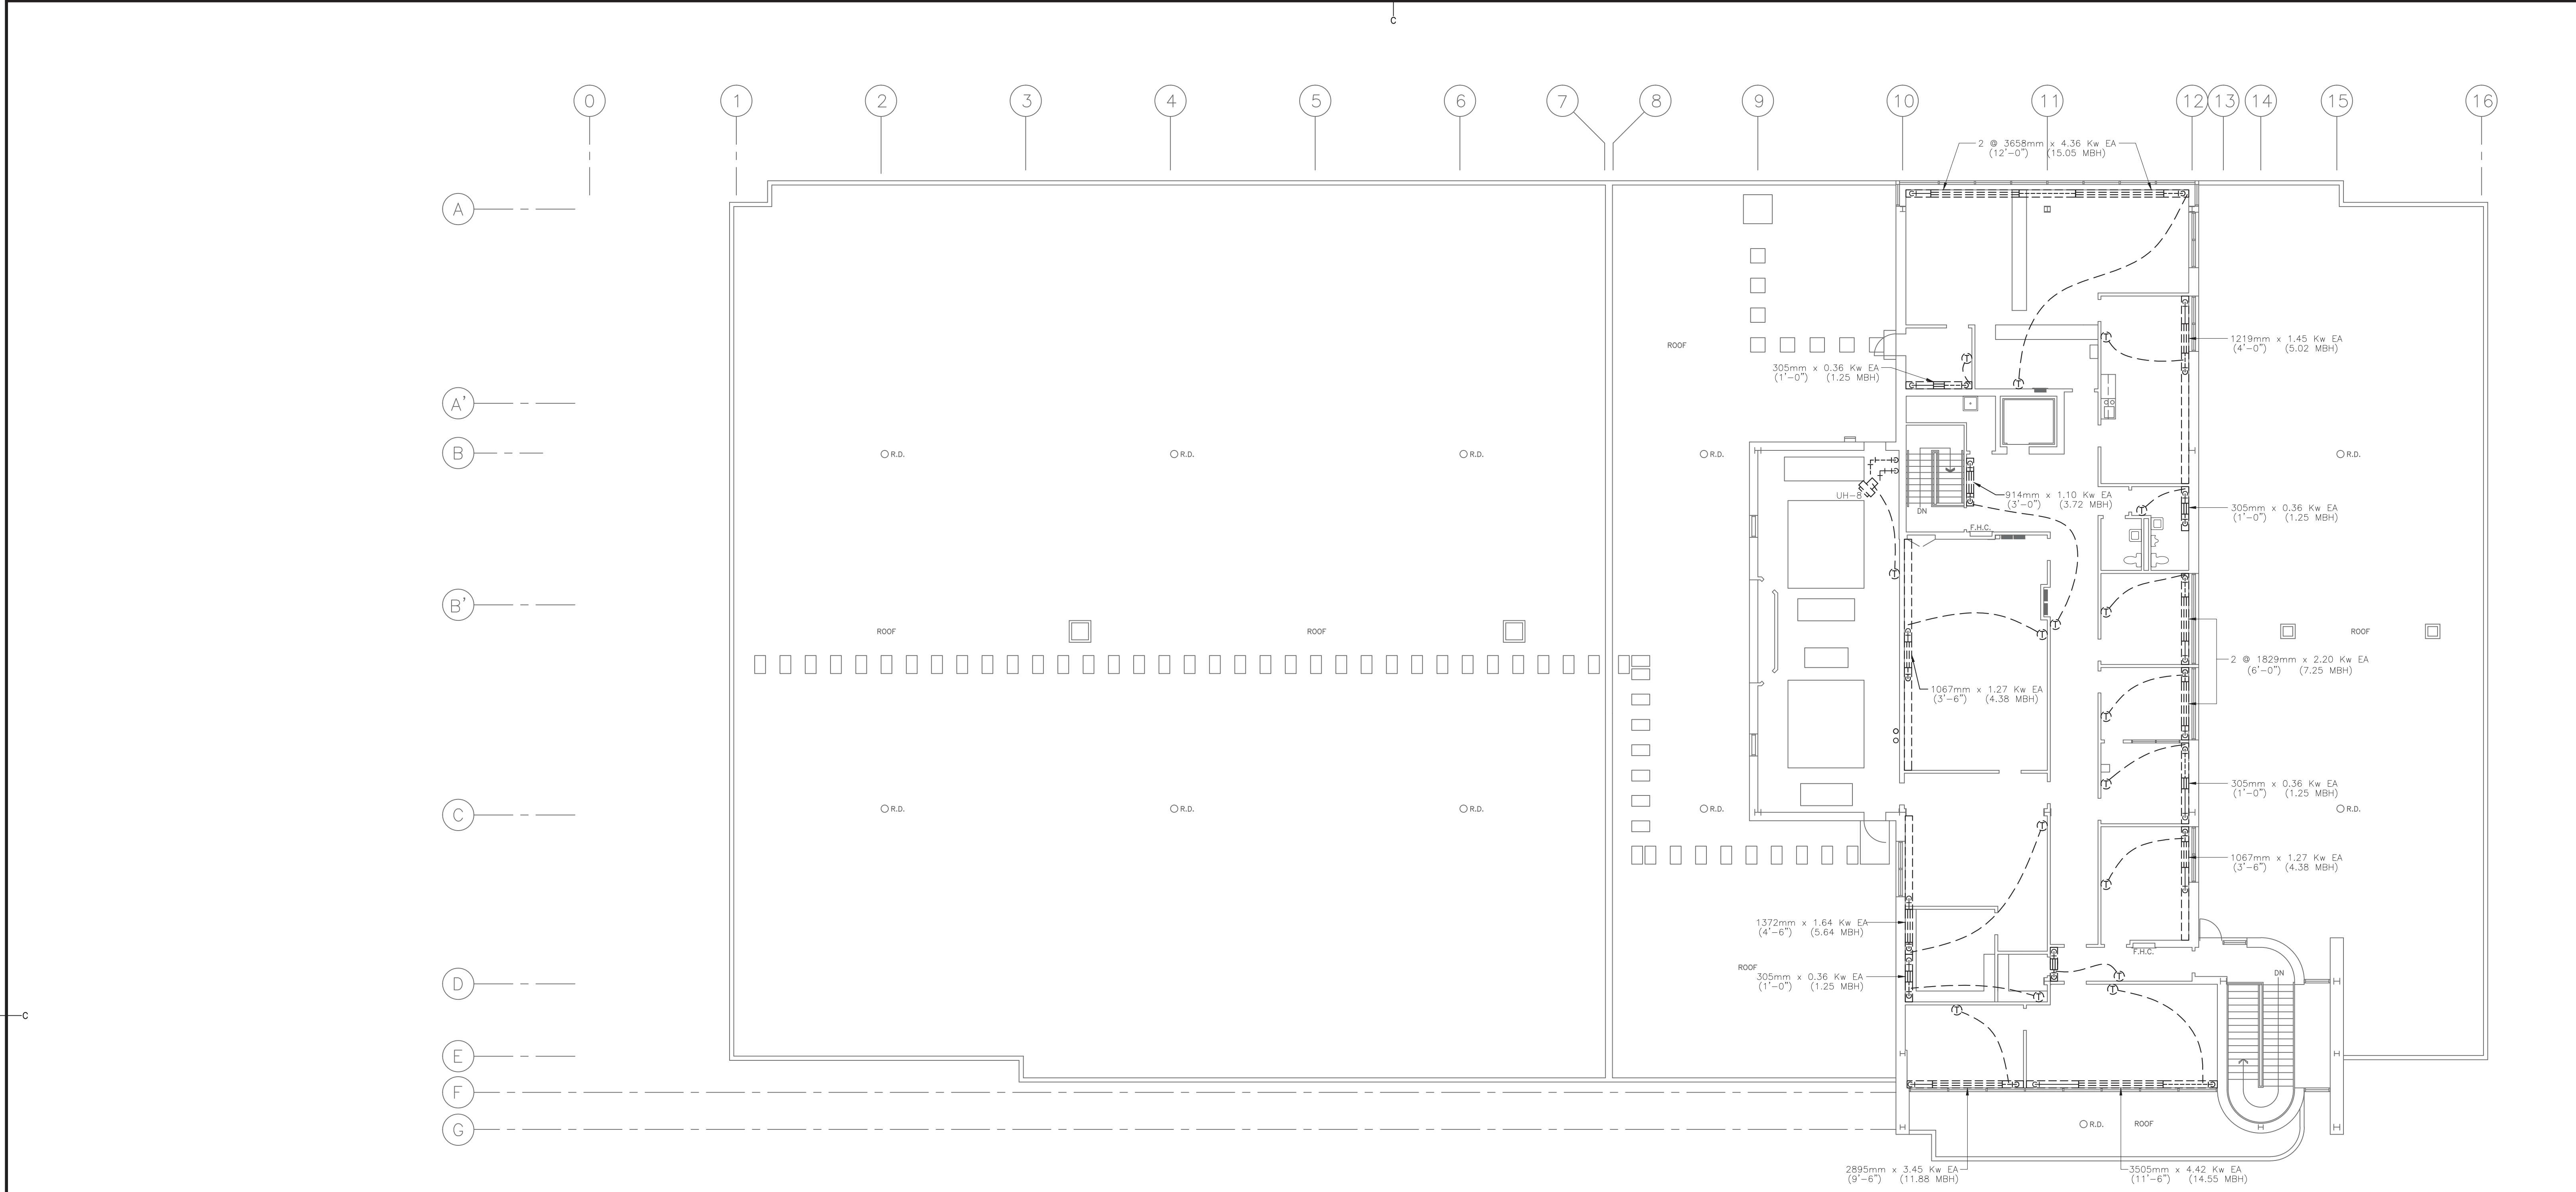 C
0 1 2 3 4 5 6 7 8 9 10 11 12 13 14 15 16
2 @ 3658mm x 4.36 Kw EA
(12'-0") (15.05 MBH)
A
ROOF
1219mm x 1.45 Kw EA
(4'-0") (5.02 MBH)
305mm x 0.36 Kw EA
(1'-0") (1.25 MBH)
A'
B
R.D.
R.D.
R.D.
R.D.
R.D.
UH-8
914mm x 1.10 Kw EA
(3'-0") (3.72 MBH)
DN
305mm x 0.36 Kw EA
(1'-0") (1.25 MBH)
F.H.C.
B'
ROOF
ROOF
ROOF
2 @ 1829mm x 2.20 Kw EA
(6'-0") (7.25 MBH)
1067mm x 1.27 Kw EA
(3'-6") (4.38 MBH)
305mm x 0.36 Kw EA
(1'-0") (1.25 MBH)
C
R.D.
R.D.
R.D.
R.D.
R.D.
1067mm x 1.27 Kw EA
(3'-6") (4.38 MBH)
1372mm x 1.64 Kw EA
(4'-6") (5.64 MBH)
F.H.C.
ROOF
305mm x 0.36 Kw EA
(1'-0") (1.25 MBH)
DN
D
C
E
F
G
R.D.
ROOF
2895mm x 3.45 Kw EA
(9'-6") (11.88 MBH)
3505mm x 4.42 Kw EA
(11'-6") (14.55 MBH)